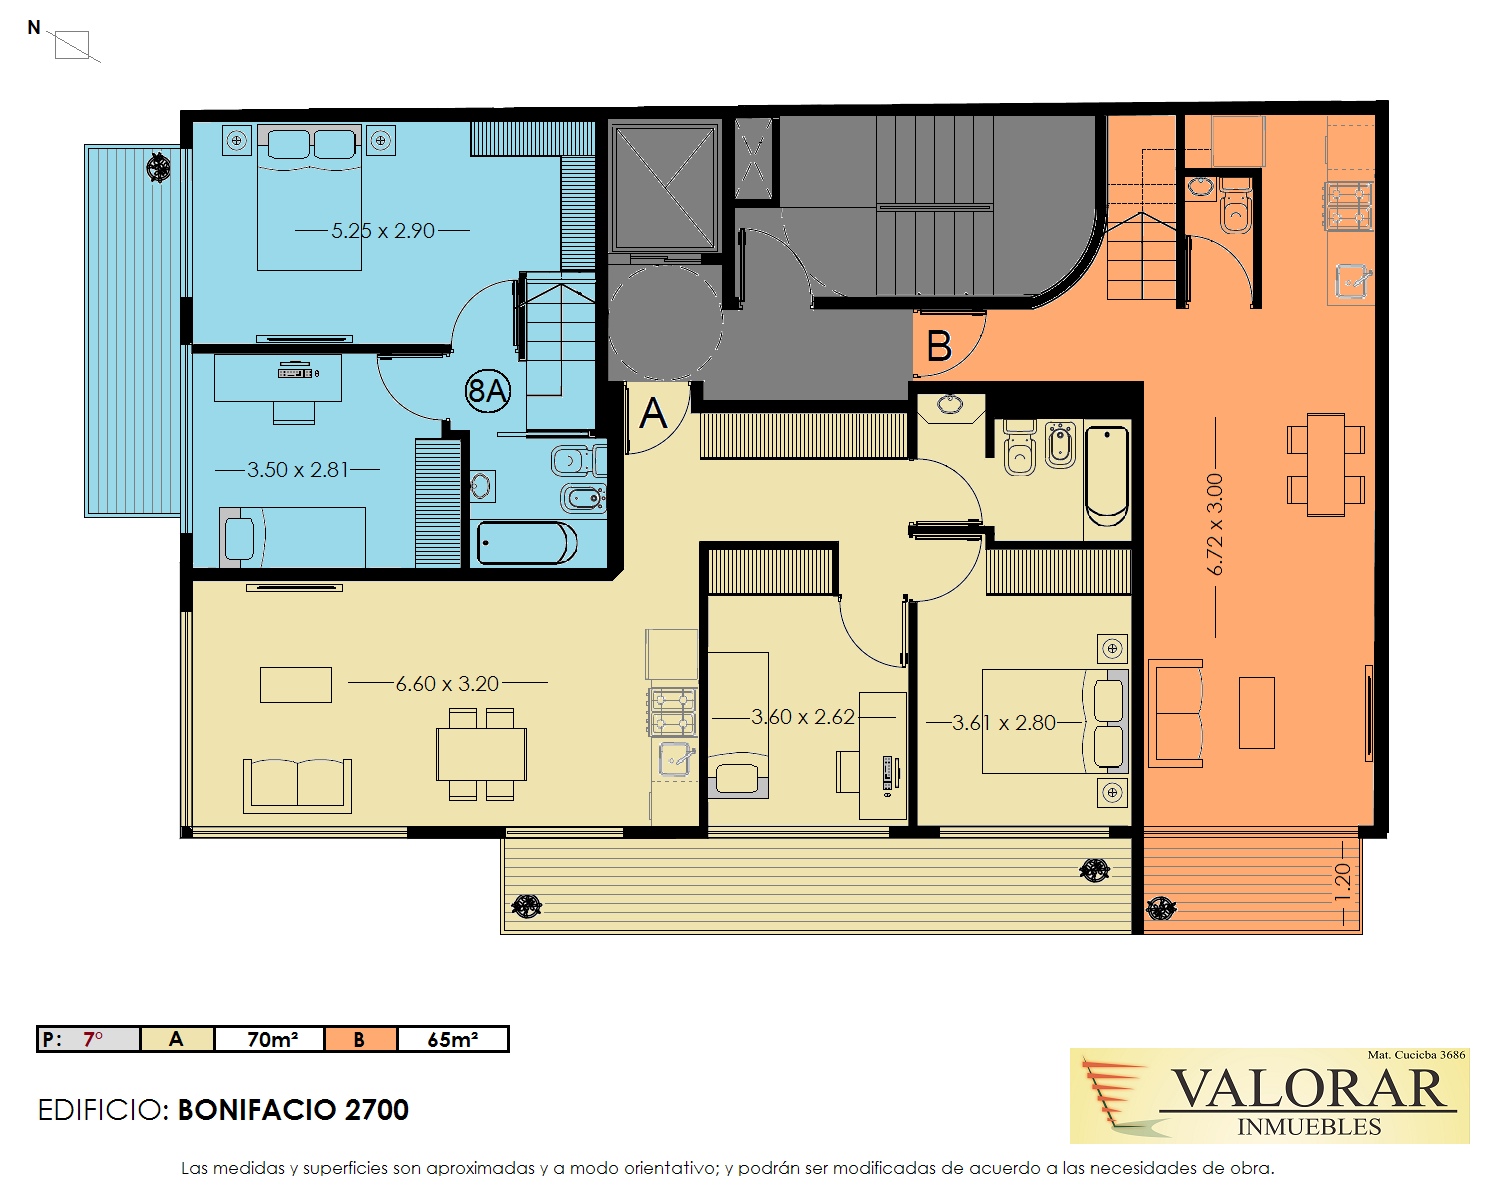 N
5.25 x 2.90
B
8A
A
3.50 x 2.81
6.72 x 3.00
6.60 x 3.20
3.60 x 2.62
3.61 x 2.80
1.20
P: 7° A 70m² B 65m²
EDIFICIO: BONIFACIO 2700
Mat. Cucicba 3686
VALORAR
INMUEBLES
Las medidas y superficies son aproximadas y a modo orientativo; y podrán ser modificadas de acuerdo a las necesidades de obra.